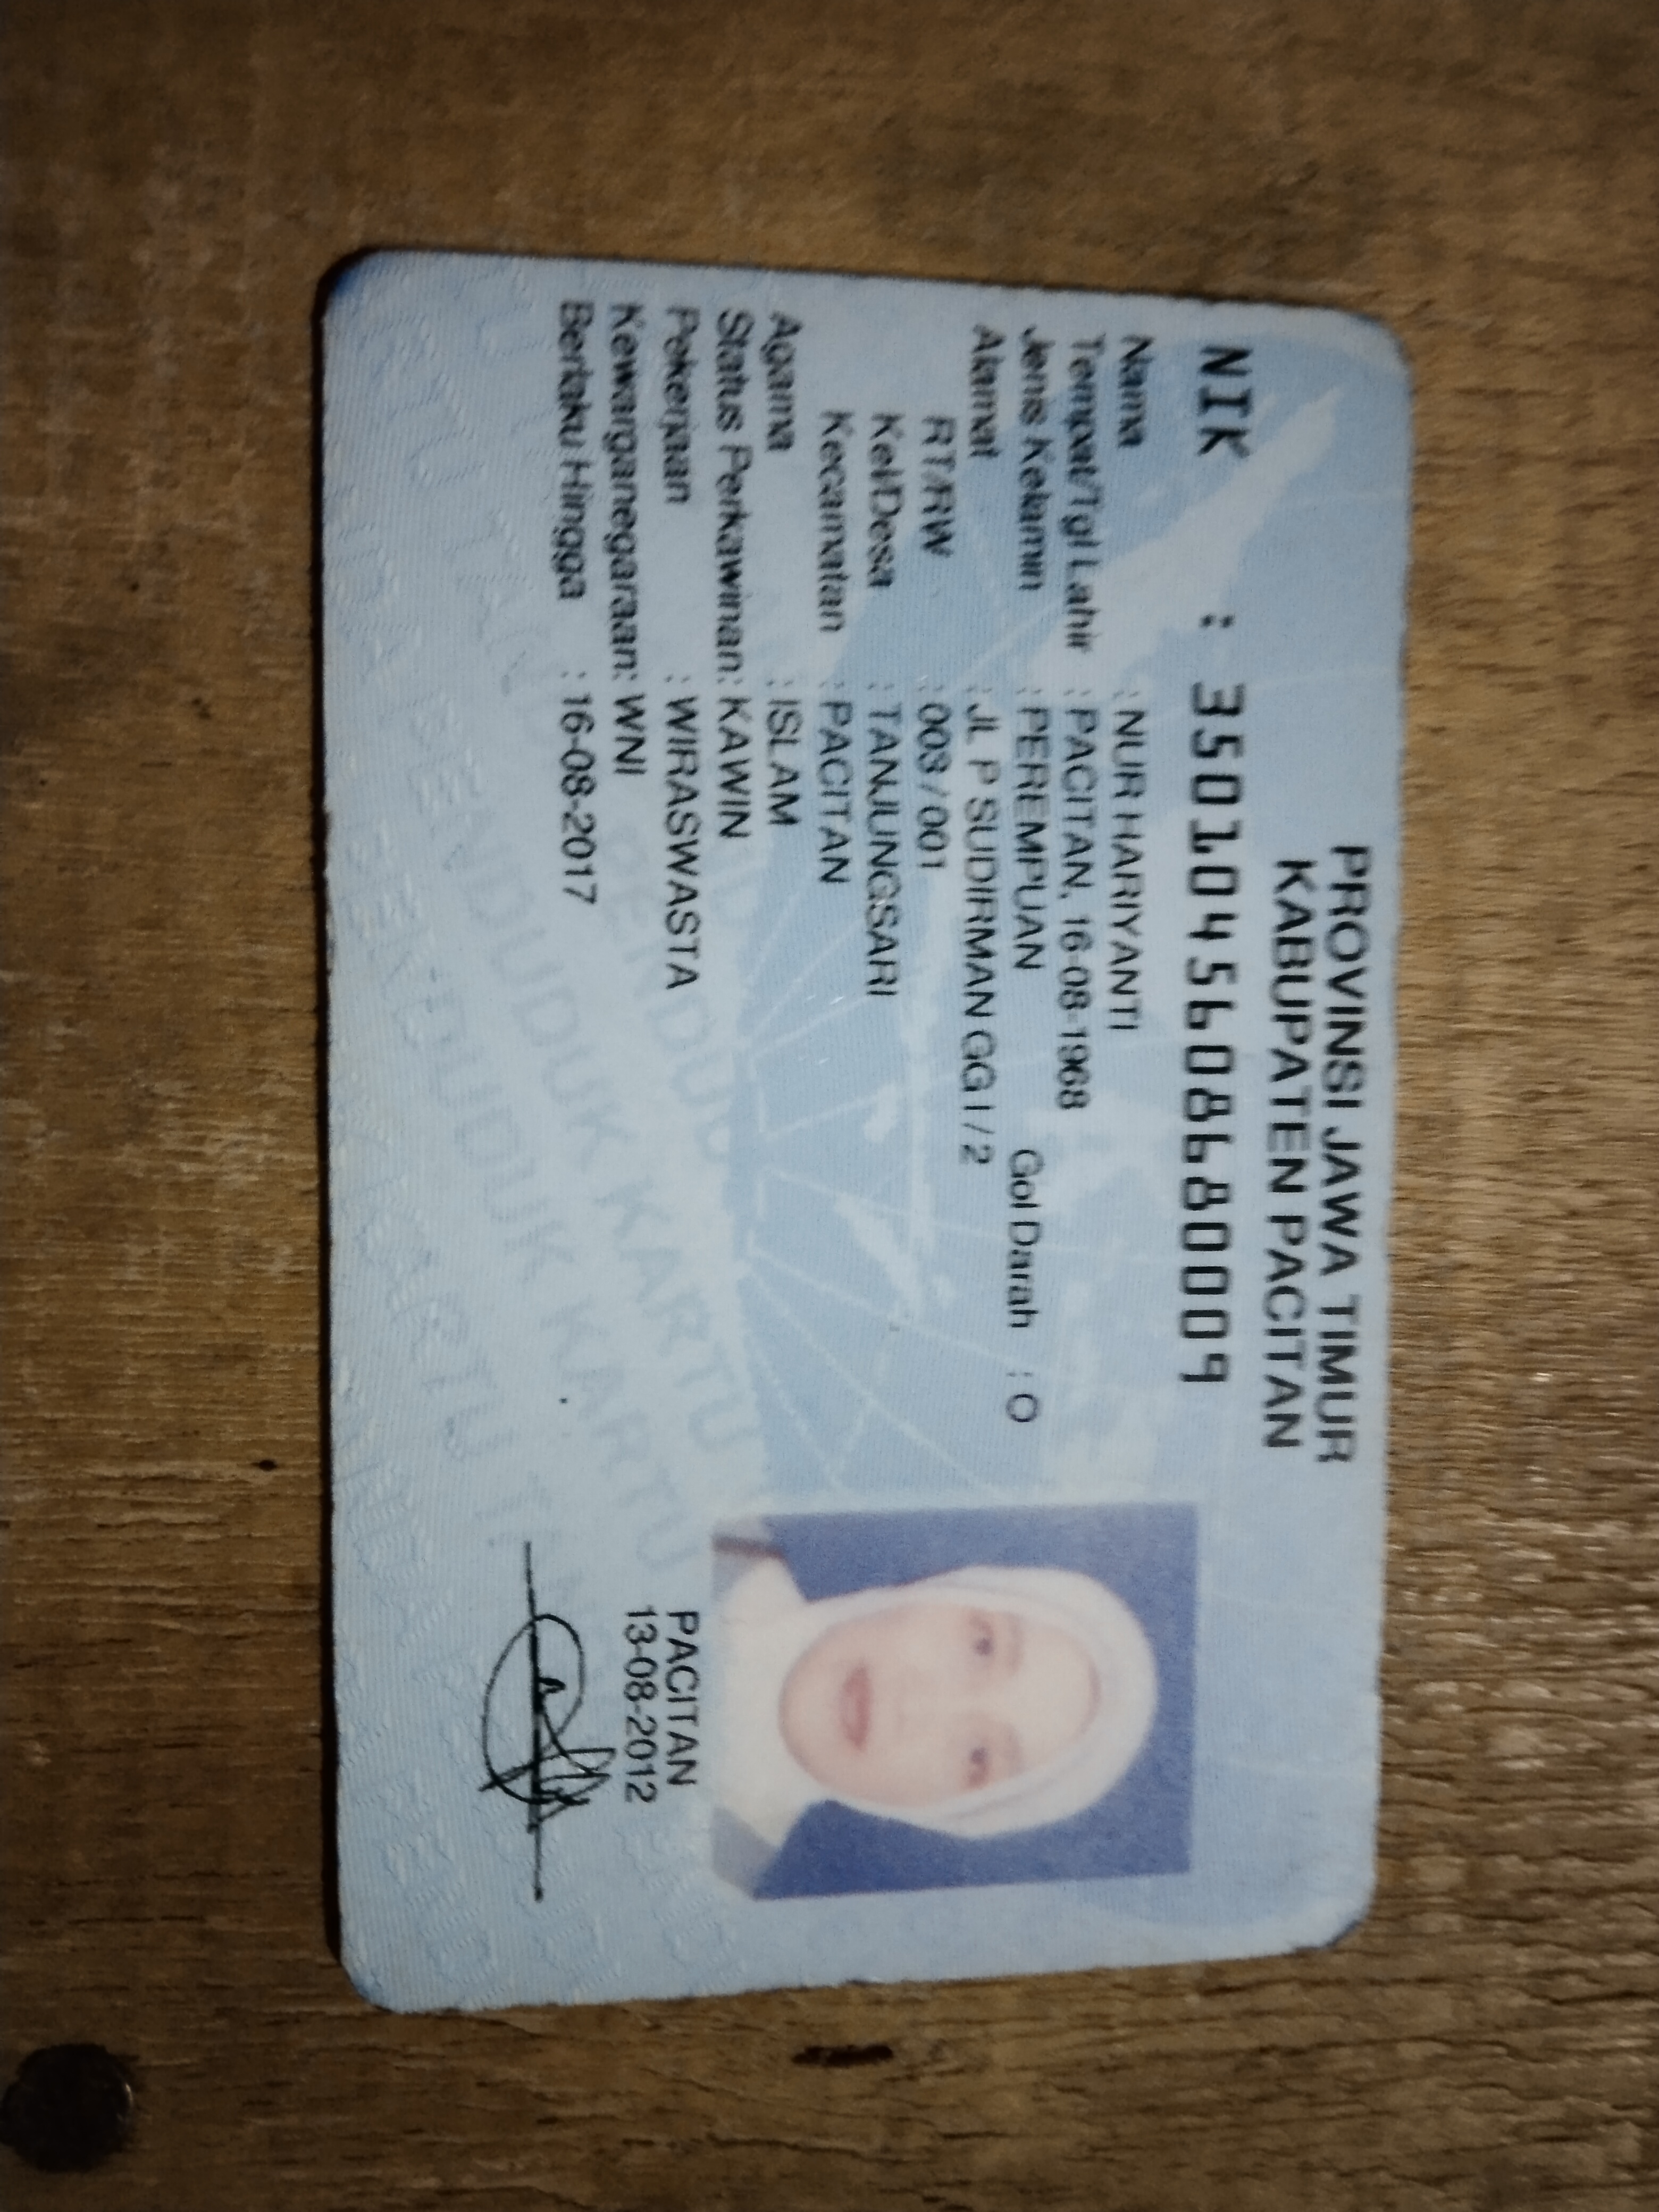 PROVINSI JAWA TIMUR
KABUPATEN PACITAN
NIK : 3501045608680009
Nama : NUR HARIYANTI
Tempat/Tgl Lahir : PACITAN, 16-08-1968
Jenis Kelamin : PEREMPUAN Gol Darah : O
Alamat : JL P SUDIRMAN GG I / 2
RT/RW : 003 / 001
Kel/Desa : TANJUNGSARI
Kecamatan : PACITAN
Agama : ISLAM
Status Perkawinan: KAWIN
Pekerjaan : WIRASWASTA
Kewarganegaraan: WNI
Berlaku Hingga : 16-08-2017
PACITAN
13-08-2012